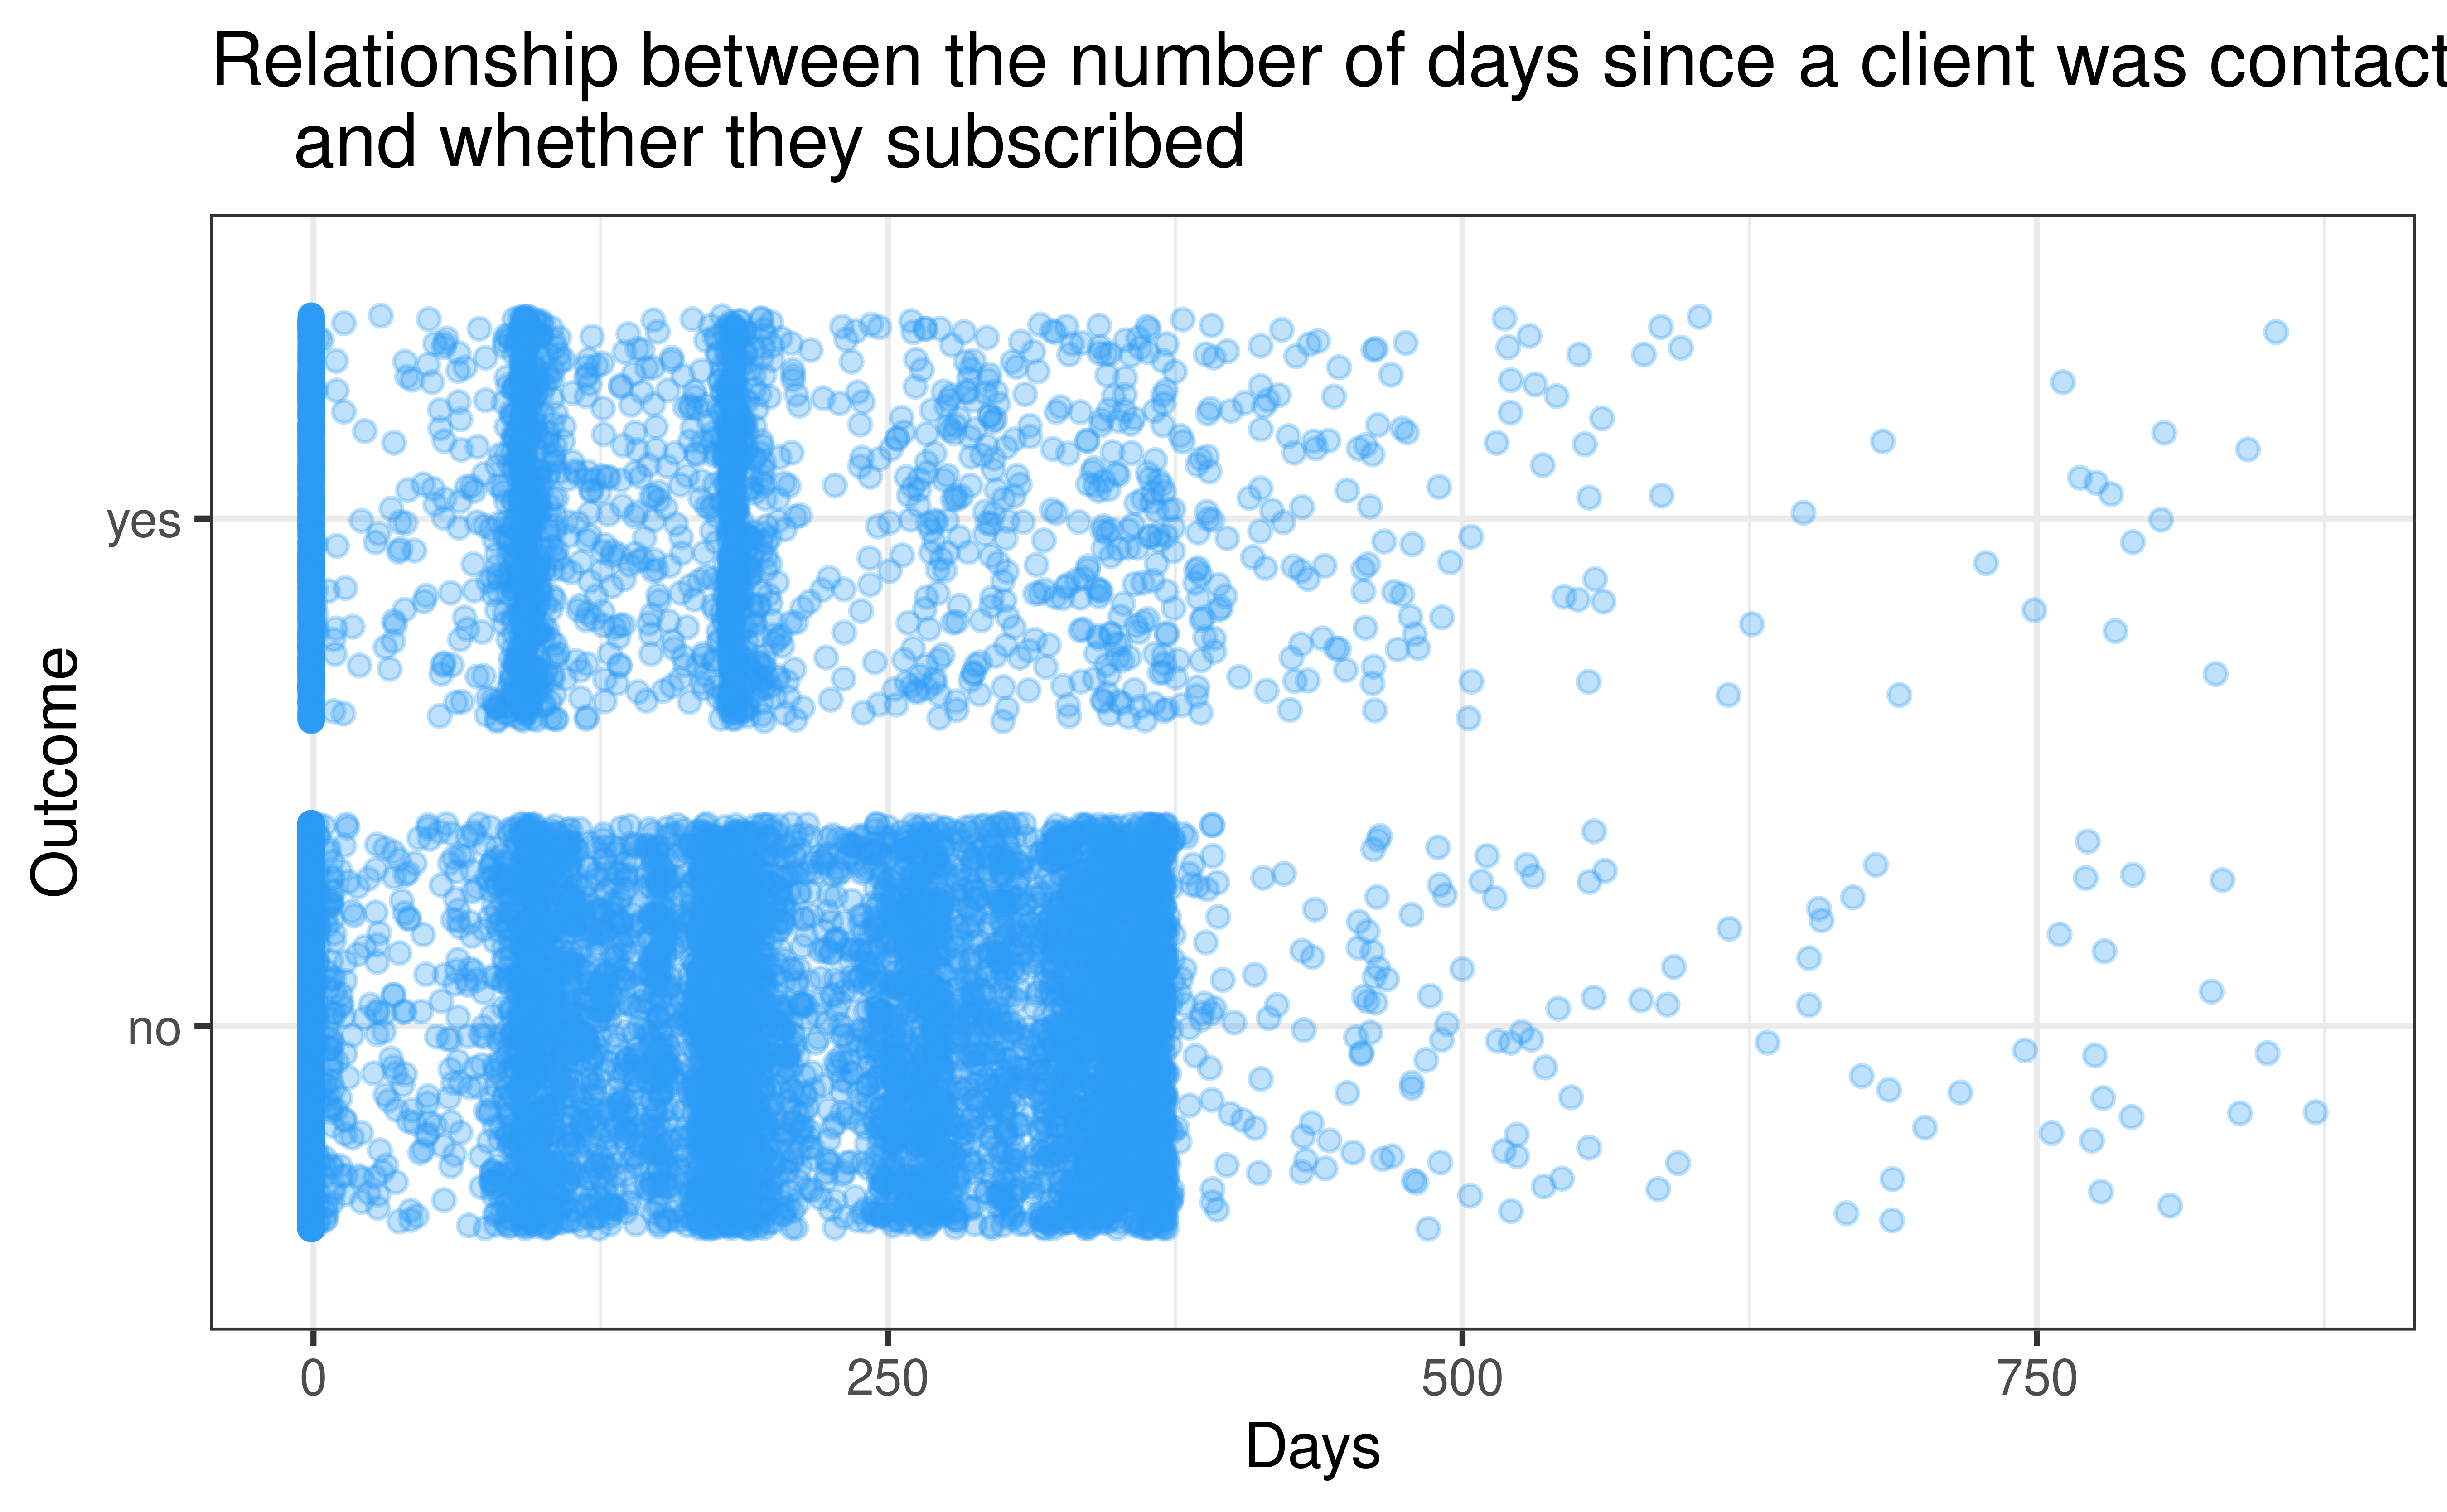 Relationship between the number of days since a client was contact
and whether they subscribed
Outcome
yes
no
0 250 500 750
Days